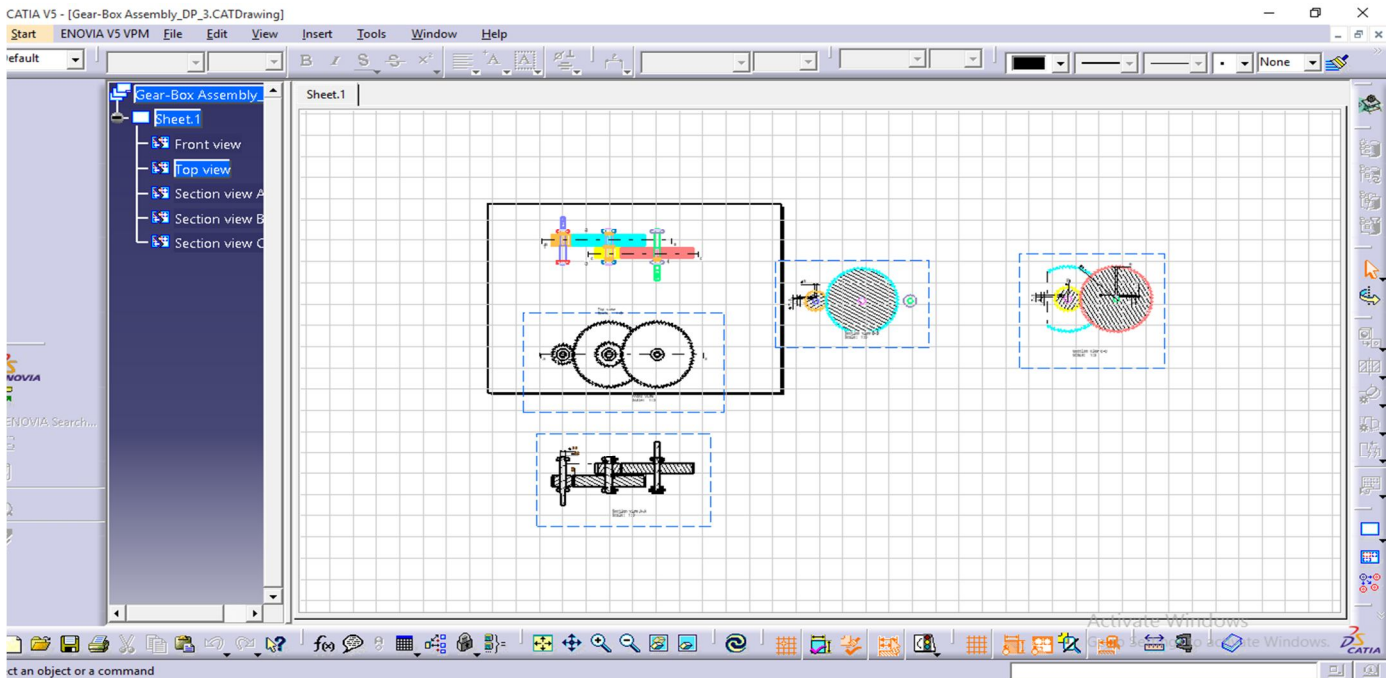 CATIA V5 - [Gear-Box Assembly_DP_3.CATDrawing]
Start ENOVIA V5 VPM File Edit View Insert Tools Window Help
efault
B I S S x² A A
None
Gear-Box Assembly_
Sheet.1
Sheet.1
Front view
Top view
Section view A
Section view B
Section view C
NOVIA
ENOVIA Search...
Activate Windows
ct an object or a command
CATIA